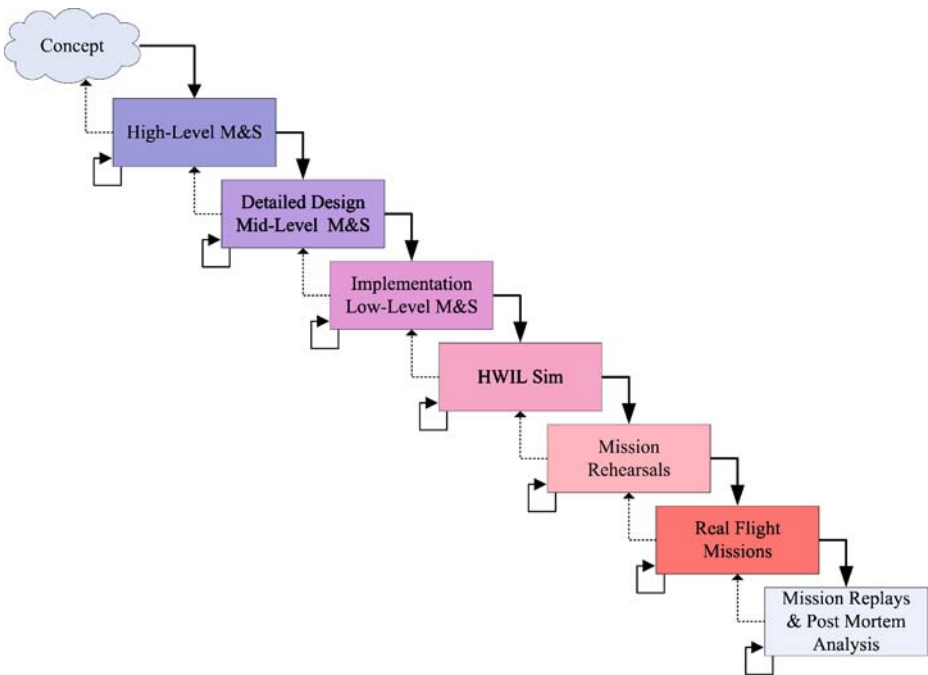 Concept
High-Level M&S
Detailed Design
Mid-Level M&S
Implementation
Low-Level M&S
HWIL Sim
Mission
Rehearsals
Real Flight
Missions
Mission Replays
& Post Mortem
Analysis